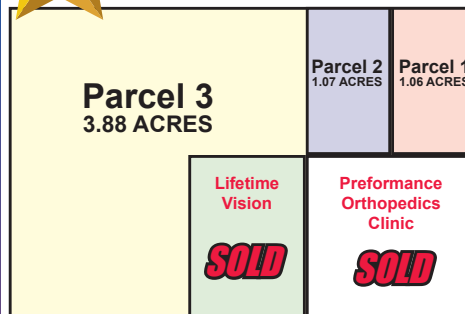 Parcel 3
3.88 ACRES
Parcel 2
1.07 ACRES
Parcel 1
1.06 ACRES
Lifetime
Vision
SOLD
Preformance
Orthopedics
Clinic
SOLD